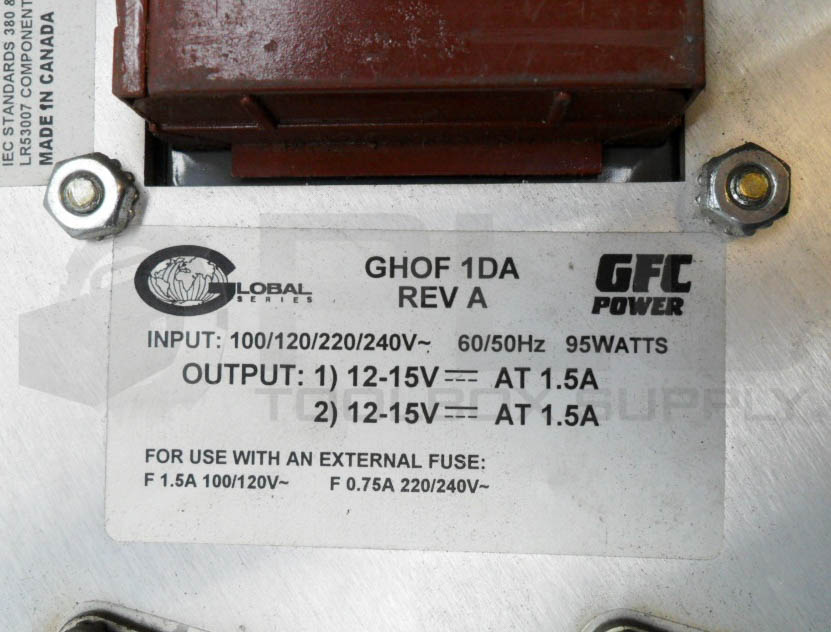 IEC STANDARDS 380 &
LR53007 COMPONENT
MADE IN CANADA
GLOBAL
SERIES
GHOF 1DA
REV A
GFC
POWER
INPUT: 100/120/220/240V~ 60/50Hz 95WATTS
OUTPUT: 1) 12-15V⎓ AT 1.5A
2) 12-15V⎓ AT 1.5A
FOR USE WITH AN EXTERNAL FUSE:
F 1.5A 100/120V~ F 0.75A 220/240V~
TOOLBOX SUPPLY